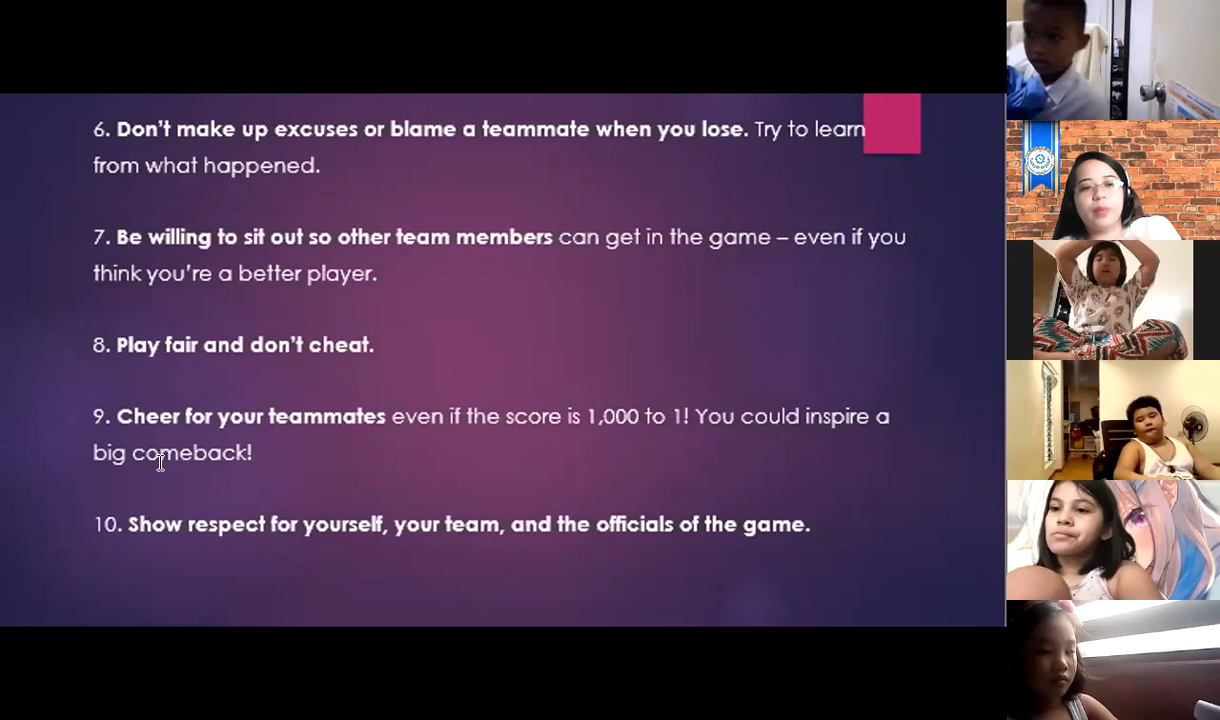 6. Don't make up excuses or blame a teammate when you lose. Try to learn
from what happened.
7. Be willing to sit out so other team members can get in the game – even if you
think you're a better player.
8. Play fair and don't cheat.
9. Cheer for your teammates even if the score is 1,000 to 1! You could inspire a
big comeback!
10. Show respect for yourself, your team, and the officials of the game.